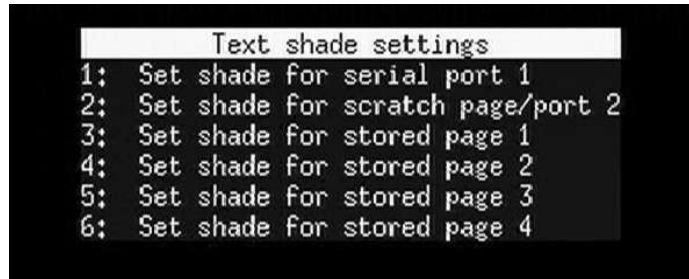 Text shade settings
1: Set shade for serial port 1
2: Set shade for scratch page/port 2
3: Set shade for stored page 1
4: Set shade for stored page 2
5: Set shade for stored page 3
6: Set shade for stored page 4